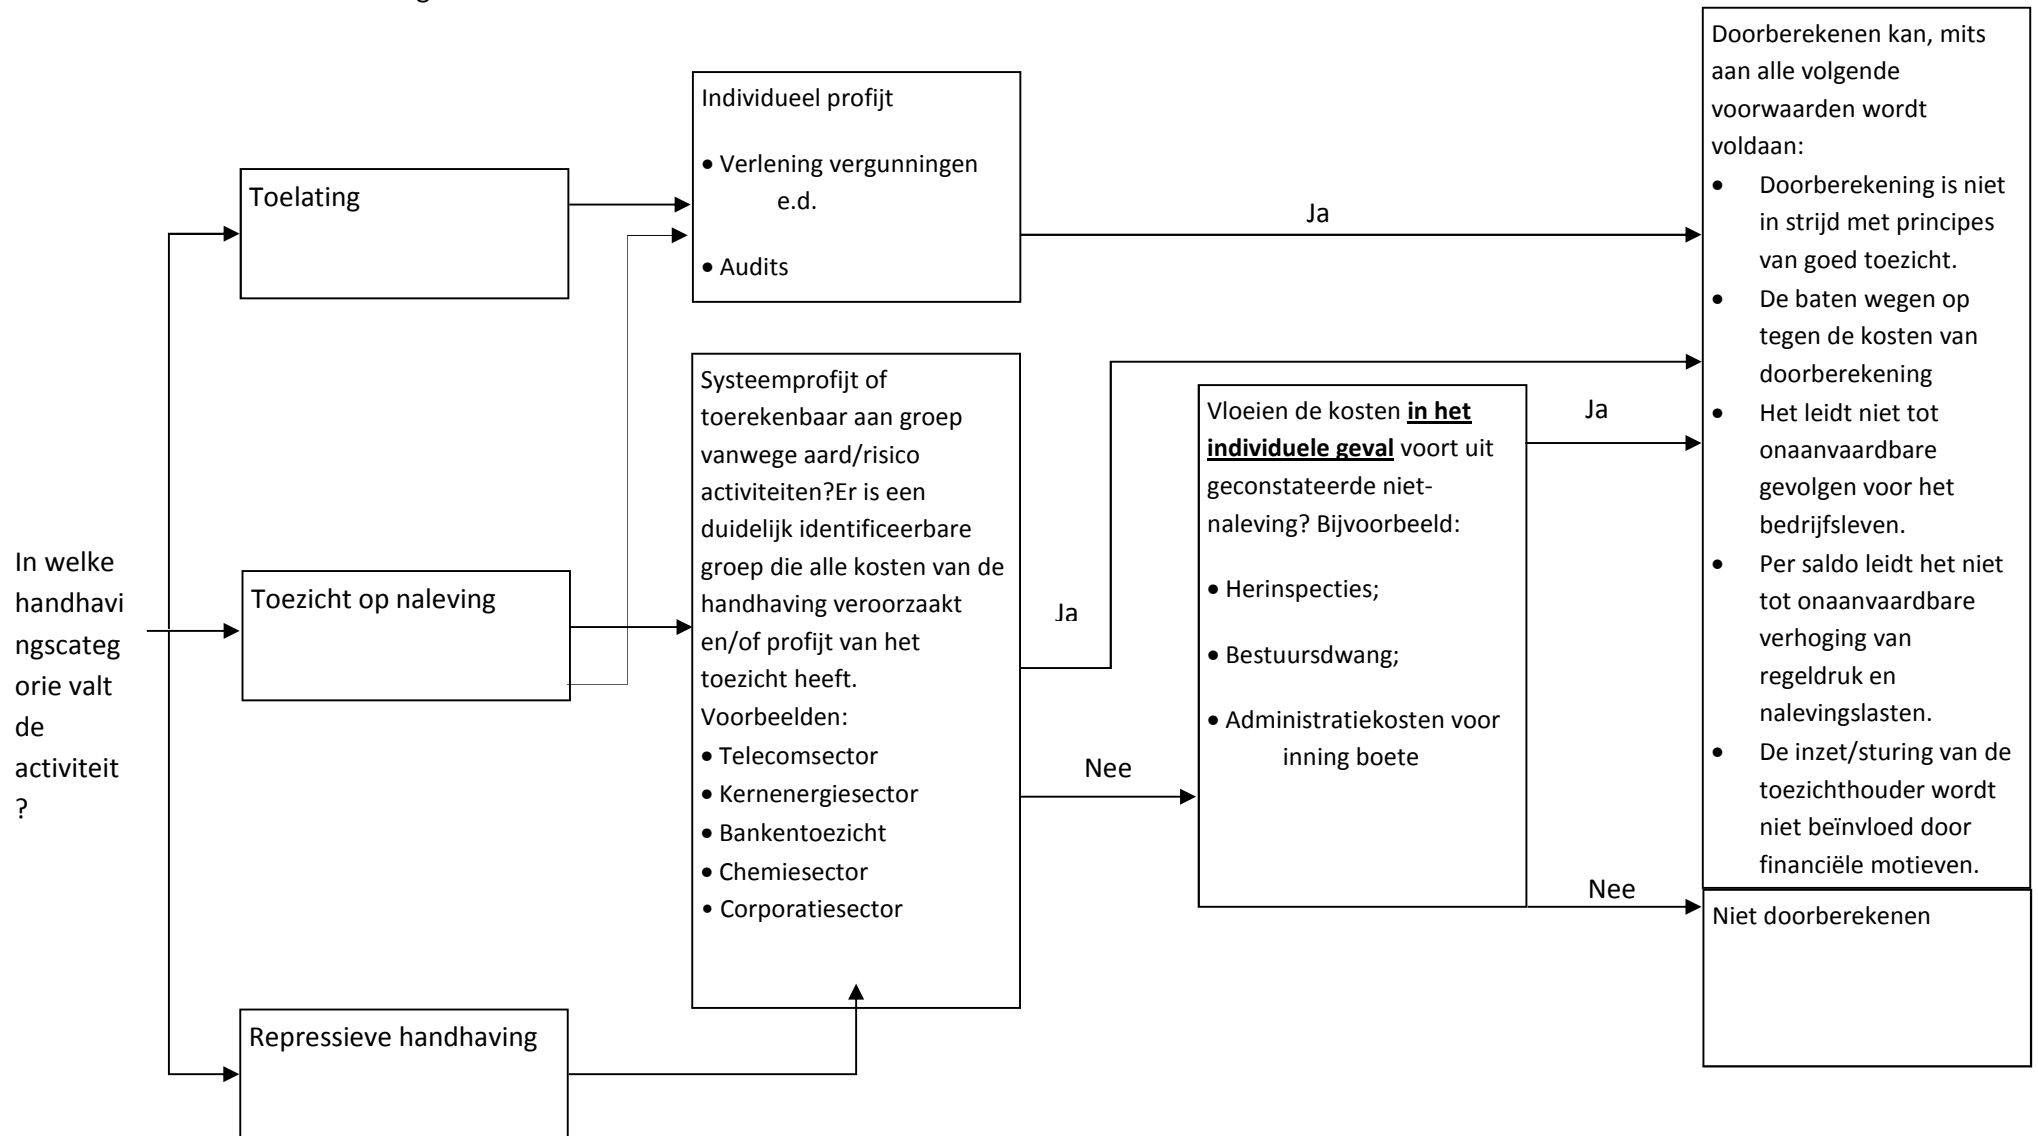 In welke
handhavi
ngscateg
orie valt
de
activiteit
?
Toelating
Toezicht op naleving
Repressieve handhaving
Individueel profijt
• Verlening vergunningen
e.d.
• Audits
Systeemprofijt of
toerekenbaar aan groep
vanwege aard/risico
activiteiten?Er is een
duidelijk identificeerbare
groep die alle kosten van de
handhaving veroorzaakt
en/of profijt van het
toezicht heeft.
Voorbeelden:
• Telecomsector
• Kernenergiesector
• Bankentoezicht
• Chemiesector
• Corporatiesector
Ja
Ja
Nee
Vloeien de kosten in het
individuele geval voort uit
geconstateerde niet-
naleving? Bijvoorbeeld:
• Herinspecties;
• Bestuursdwang;
• Administratiekosten voor
inning boete
Ja
Nee
Doorberekenen kan, mits
aan alle volgende
voorwaarden wordt
voldaan:
• Doorberekening is niet
in strijd met principes
van goed toezicht.
• De baten wegen op
tegen de kosten van
doorberekening
• Het leidt niet tot
onaanvaardbare
gevolgen voor het
bedrijfsleven.
• Per saldo leidt het niet
tot onaanvaardbare
verhoging van
regeldruk en
nalevingslasten.
• De inzet/sturing van de
toezichthouder wordt
niet beïnvloed door
financiële motieven.
Niet doorberekenen